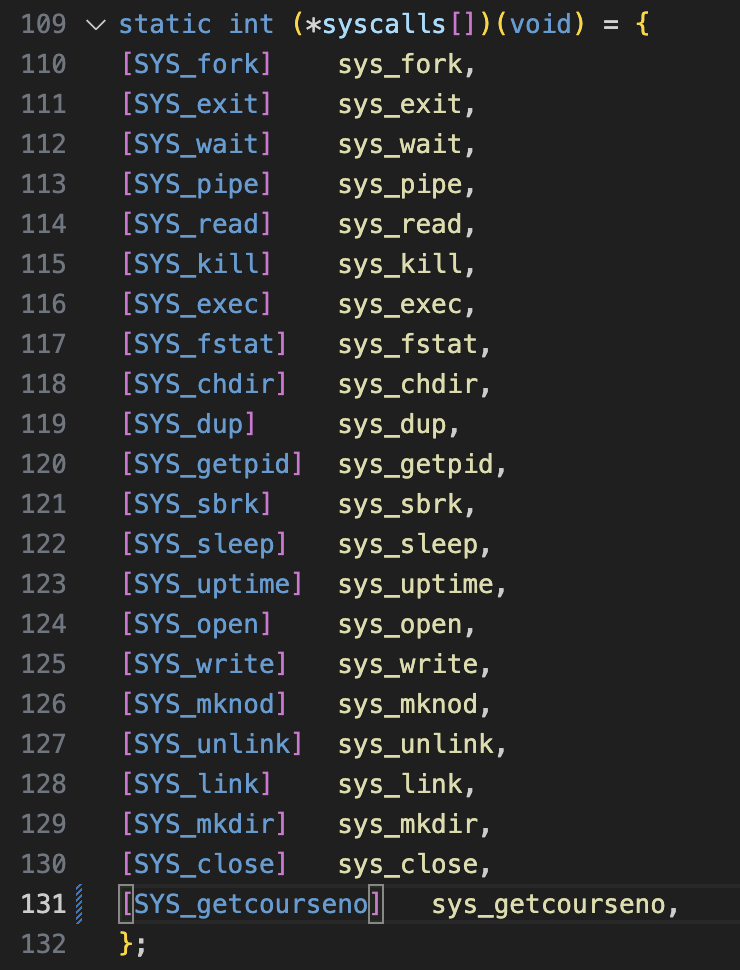 109 static int (*syscalls[])(void) = {
110 [SYS_fork]    sys_fork,
111 [SYS_exit]    sys_exit,
112 [SYS_wait]    sys_wait,
113 [SYS_pipe]    sys_pipe,
114 [SYS_read]    sys_read,
115 [SYS_kill]    sys_kill,
116 [SYS_exec]    sys_exec,
117 [SYS_fstat]   sys_fstat,
118 [SYS_chdir]   sys_chdir,
119 [SYS_dup]     sys_dup,
120 [SYS_getpid]  sys_getpid,
121 [SYS_sbrk]    sys_sbrk,
122 [SYS_sleep]   sys_sleep,
123 [SYS_uptime]  sys_uptime,
124 [SYS_open]    sys_open,
125 [SYS_write]   sys_write,
126 [SYS_mknod]   sys_mknod,
127 [SYS_unlink]  sys_unlink,
128 [SYS_link]    sys_link,
129 [SYS_mkdir]   sys_mkdir,
130 [SYS_close]   sys_close,
131 [SYS_getcourseno]   sys_getcourseno,
132 };